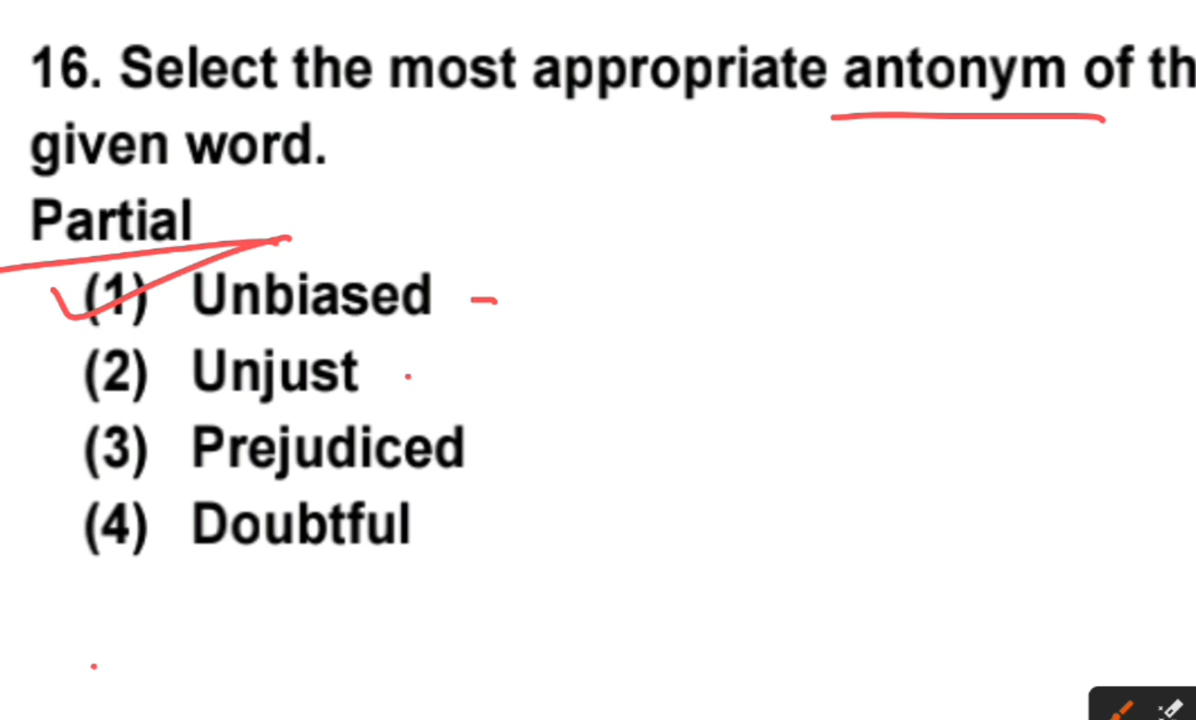 16. Select the most appropriate antonym of th
given word.
Partial
(1) Unbiased
(2) Unjust
(3) Prejudiced
(4) Doubtful